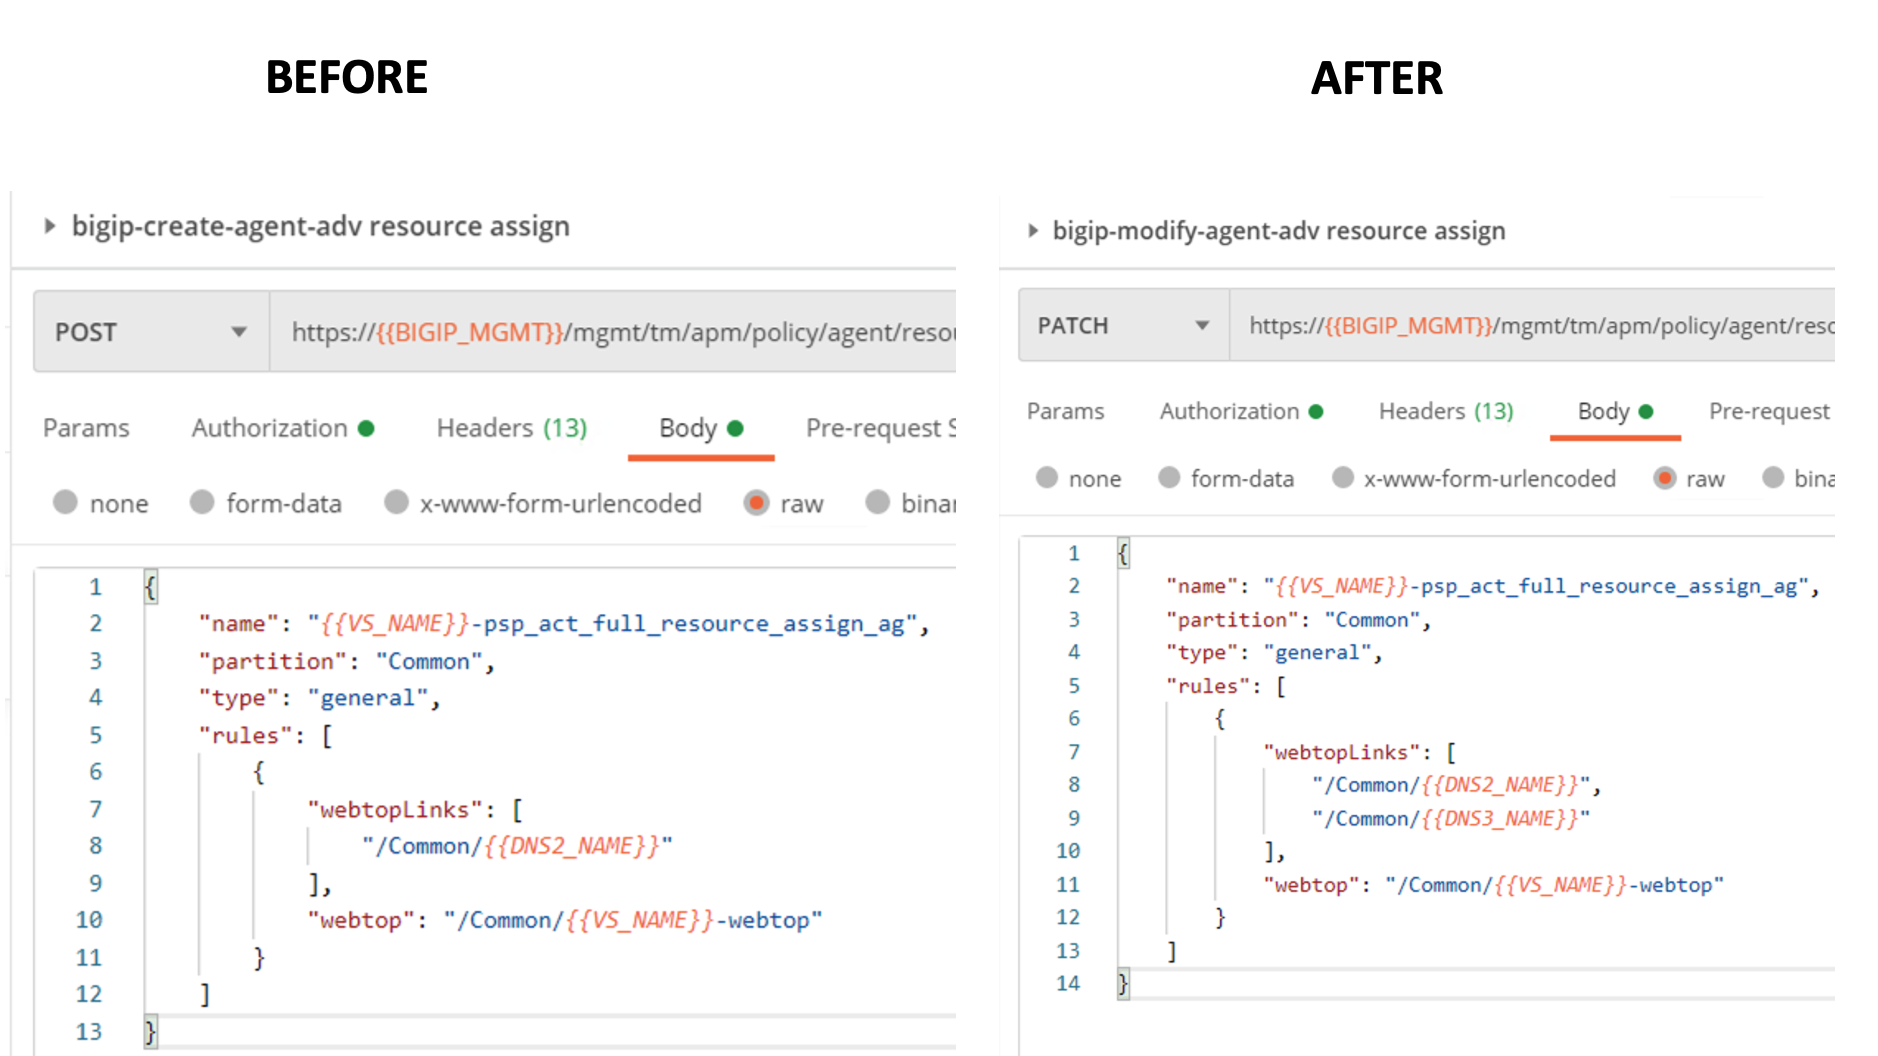 BEFORE
bigip-create-agent-adv resource assign
POST https://{{BIGIP_MGMT}}/mgmt/tm/apm/policy/agent/resou
Params Authorization Headers (13) Body Pre-request S
none form-data x-www-form-urlencoded raw binar
1 {
2 "name": "{{VS_NAME}}-psp_act_full_resource_assign_ag",
3 "partition": "Common",
4 "type": "general",
5 "rules": [
6 {
7 "webtopLinks": [
8 "/Common/{{DNS2_NAME}}"
9 ],
10 "webtop": "/Common/{{VS_NAME}}-webtop"
11 }
12 ]
13 }
AFTER
bigip-modify-agent-adv resource assign
PATCH https://{{BIGIP_MGMT}}/mgmt/tm/apm/policy/agent/reso
Params Authorization Headers (13) Body Pre-request
none form-data x-www-form-urlencoded raw bina
1 {
2 "name": "{{VS_NAME}}-psp_act_full_resource_assign_ag",
3 "partition": "Common",
4 "type": "general",
5 "rules": [
6 {
7 "webtopLinks": [
8 "/Common/{{DNS2_NAME}}",
9 "/Common/{{DNS3_NAME}}"
10 ],
11 "webtop": "/Common/{{VS_NAME}}-webtop"
12 }
13 ]
14 }